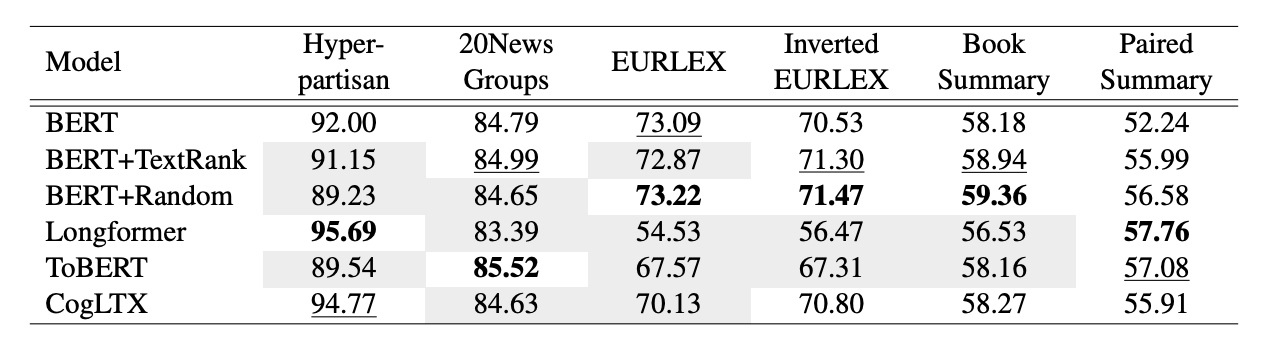 Model Hyper-partisan 20News Groups EURLEX Inverted EURLEX Book Summary Paired Summary
BERT 92.00 84.79 73.09 70.53 58.18 52.24
BERT+TextRank 91.15 84.99 72.87 71.30 58.94 55.99
BERT+Random 89.23 84.65 73.22 71.47 59.36 56.58
Longformer 95.69 83.39 54.53 56.47 56.53 57.76
ToBERT 89.54 85.52 67.57 67.31 58.16 57.08
CogLTX 94.77 84.63 70.13 70.80 58.27 55.91